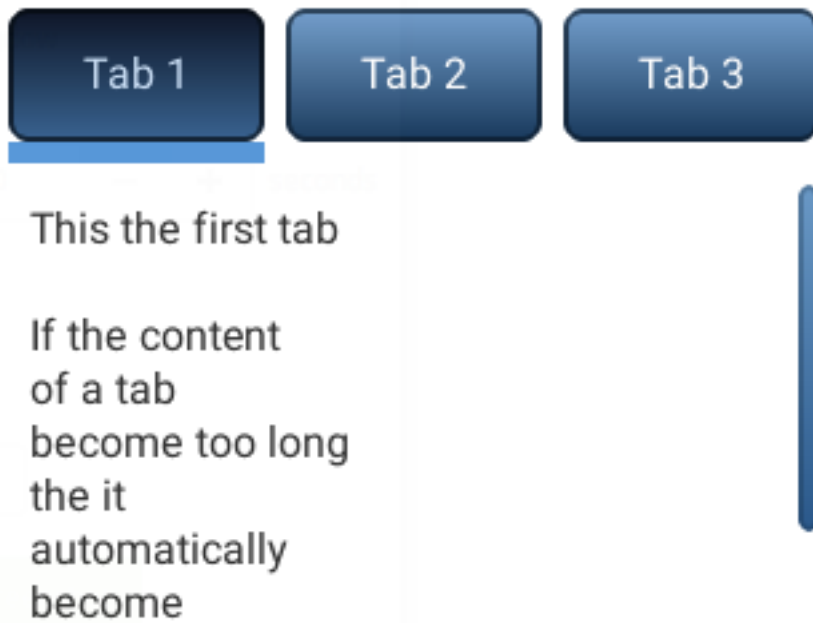 Tab 1 Tab 2 Tab 3
This the first tab
If the content
of a tab
become too long
the it
automatically
become